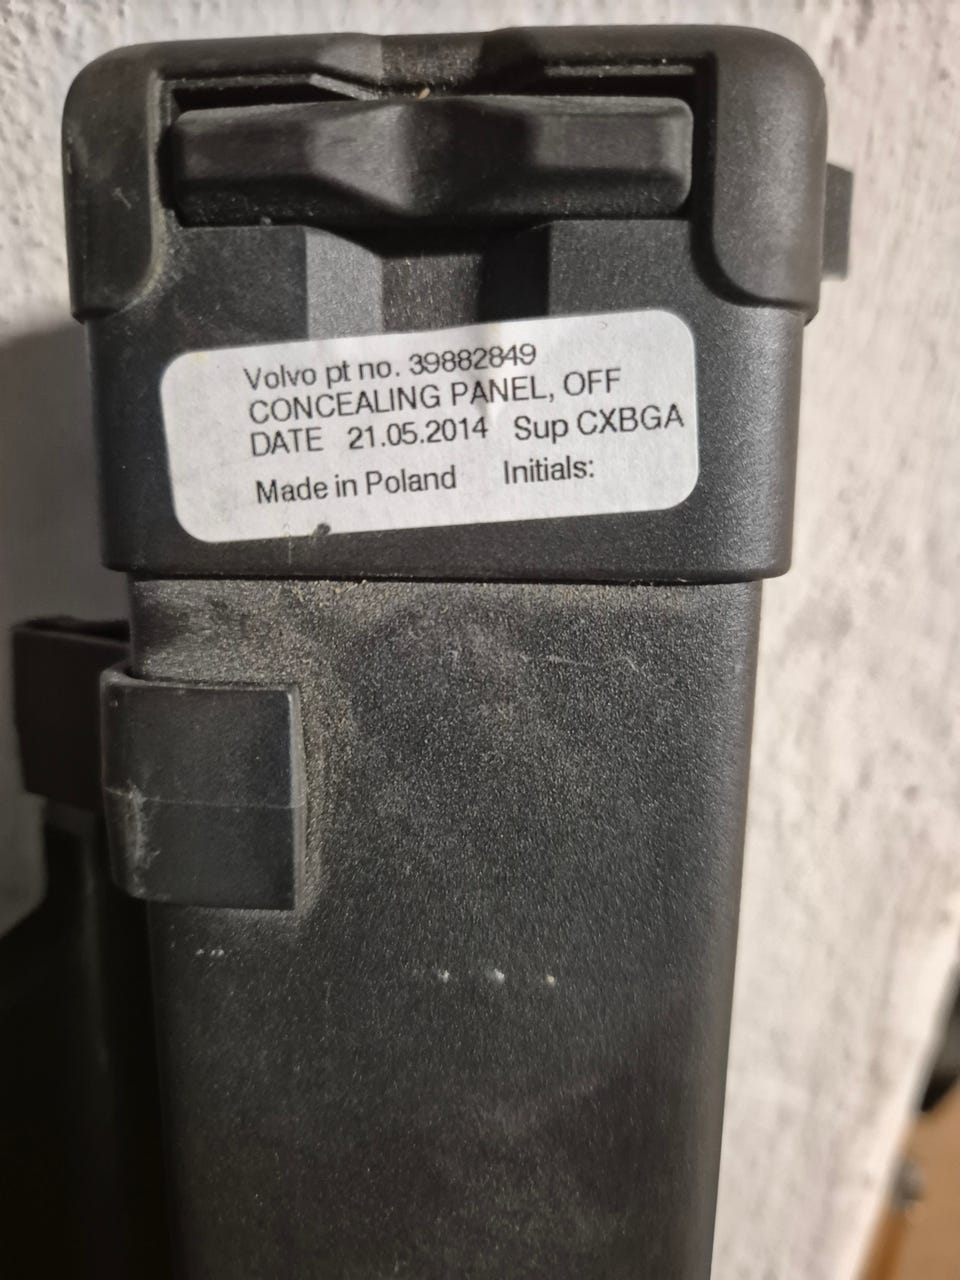 Volvo pt no. 39882849
CONCEALING PANEL, OFF
DATE 21.05.2014 Sup CXBGA
Made in Poland Initials: